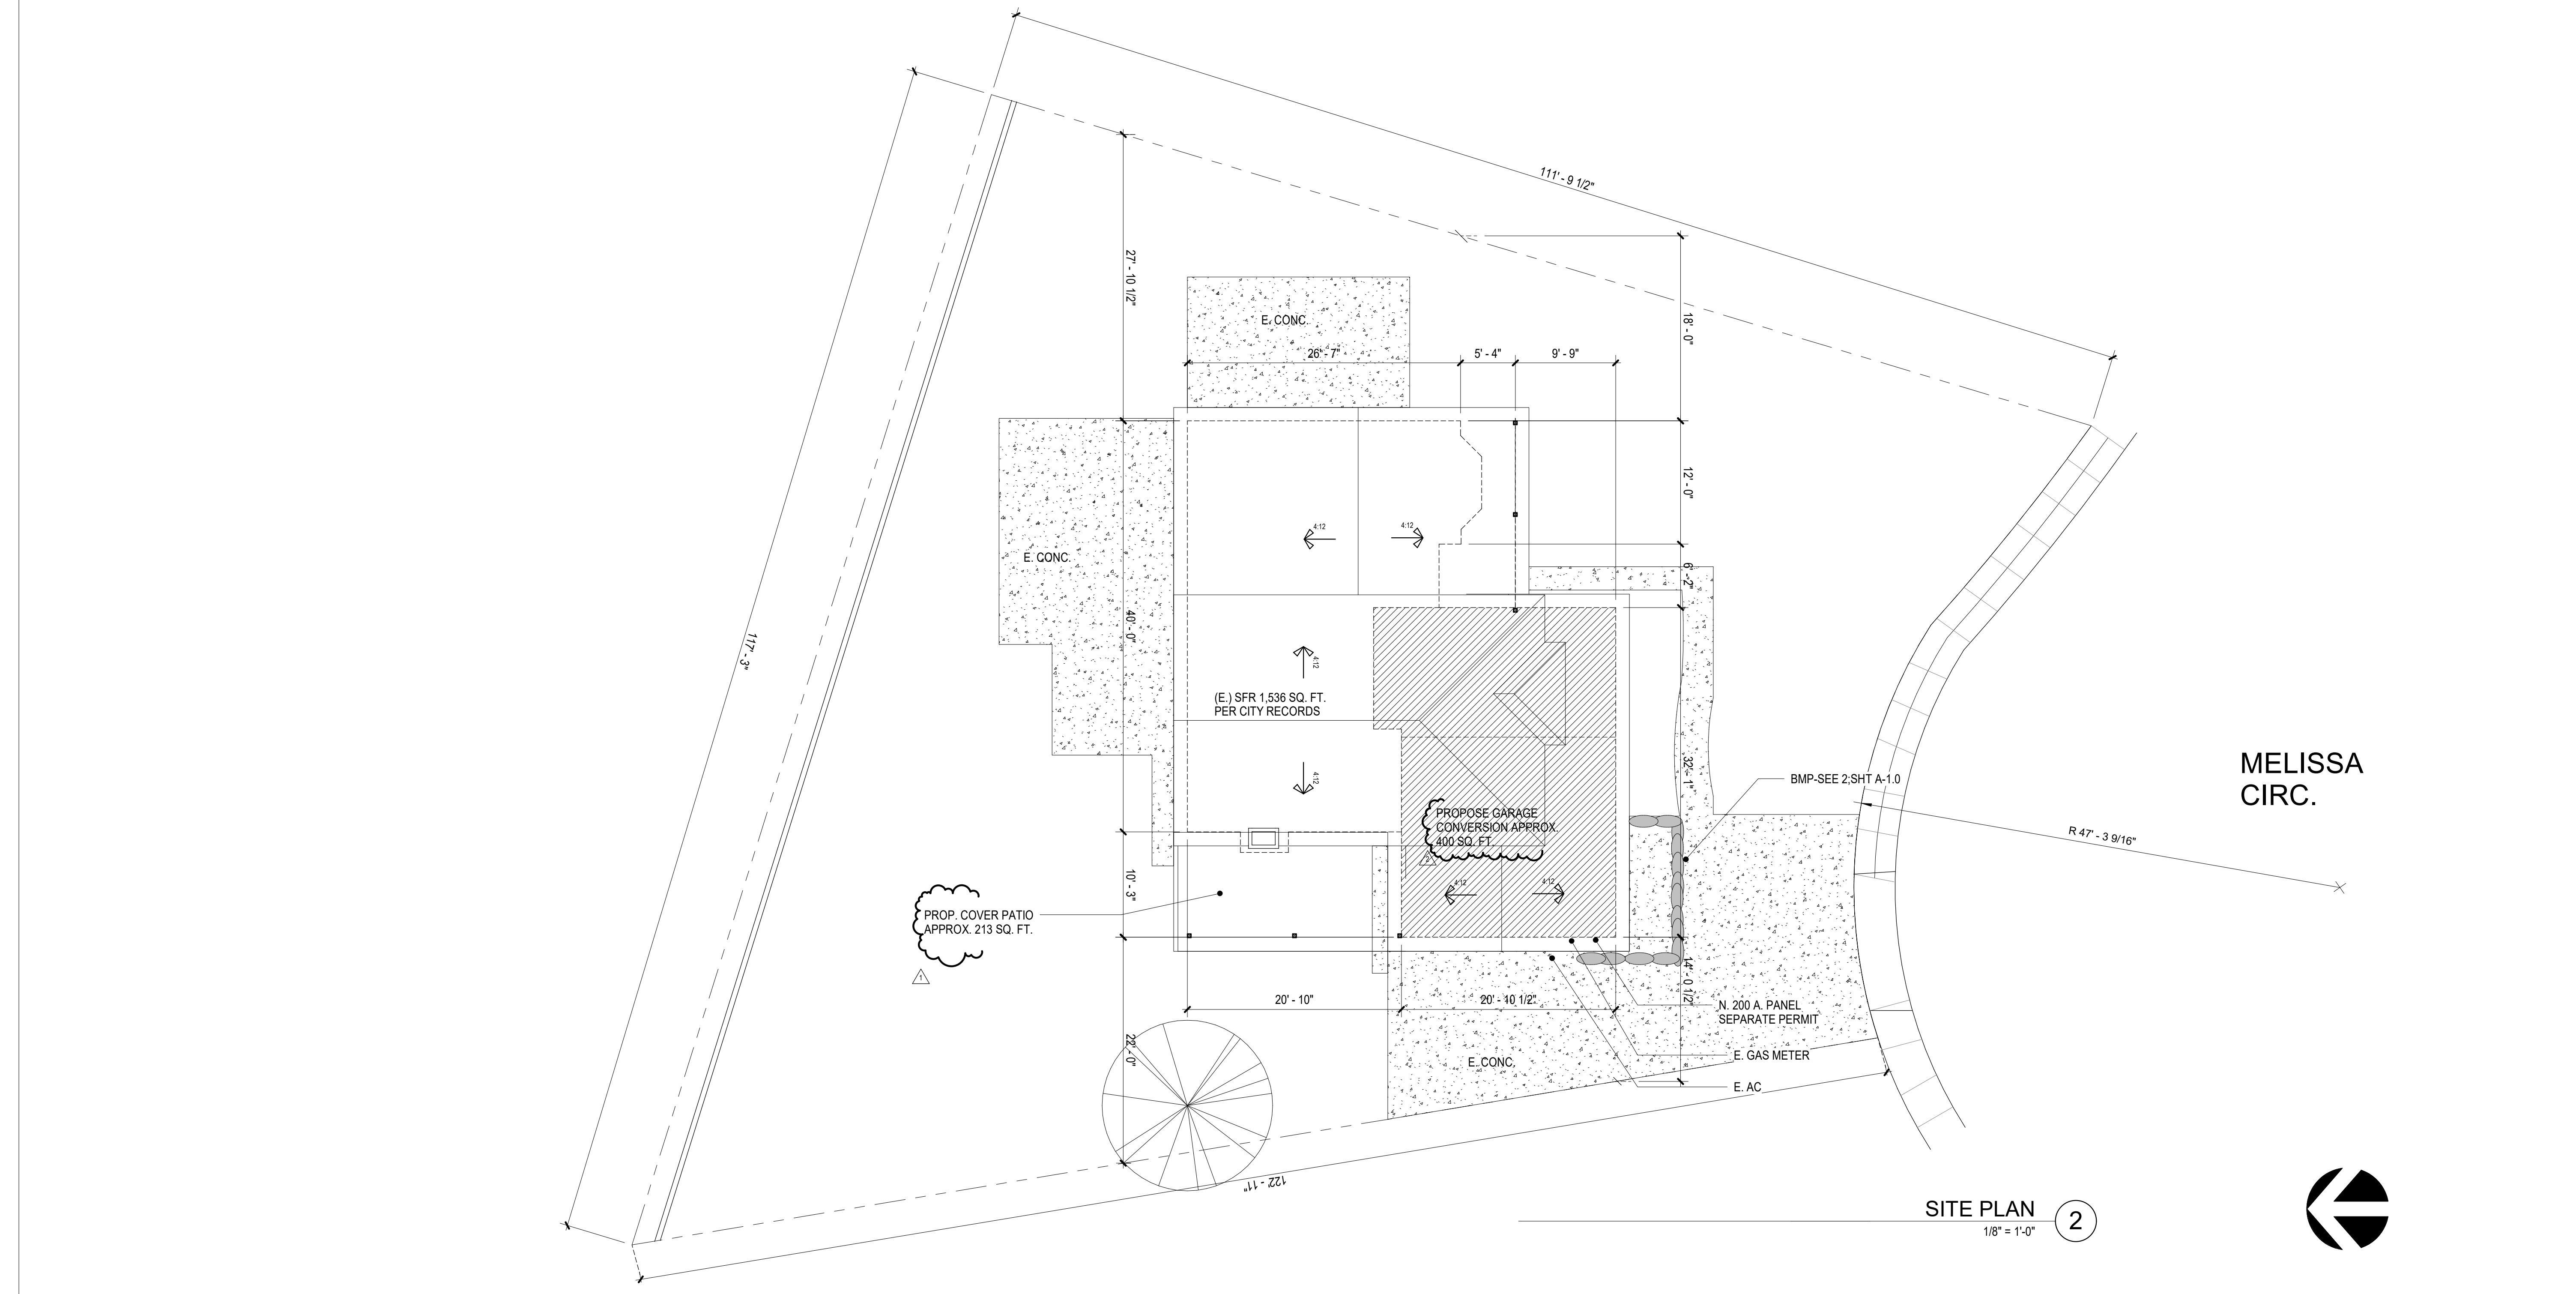 111' - 9 1/2"
27' - 10 1/2"
18' - 0"
E. CONC.
26' - 7"
5' - 4"
9' - 9"
12' - 0"
4:12
4:12
E. CONC.
6' - 2"
40' - 0"
117' - 3"
4:12
(E.) SFR 1,536 SQ. FT.
PER CITY RECORDS
4:12
32' - 1"
BMP-SEE 2;SHT A-1.0
MELISSA
CIRC.
PROPOSE GARAGE
CONVERSION APPROX.
400 SQ. FT.
2
R 47' - 3 9/16"
10' - 3"
4:12
4:12
PROP. COVER PATIO
APPROX. 213 SQ. FT.
1
14' - 0 1/2"
20' - 10"
20' - 10 1/2"
N. 200 A. PANEL
SEPARATE PERMIT
22' - 0"
E. CONC.
E. GAS METER
E. AC
122' - 11"
SITE PLAN
1/8" = 1'-0"
2